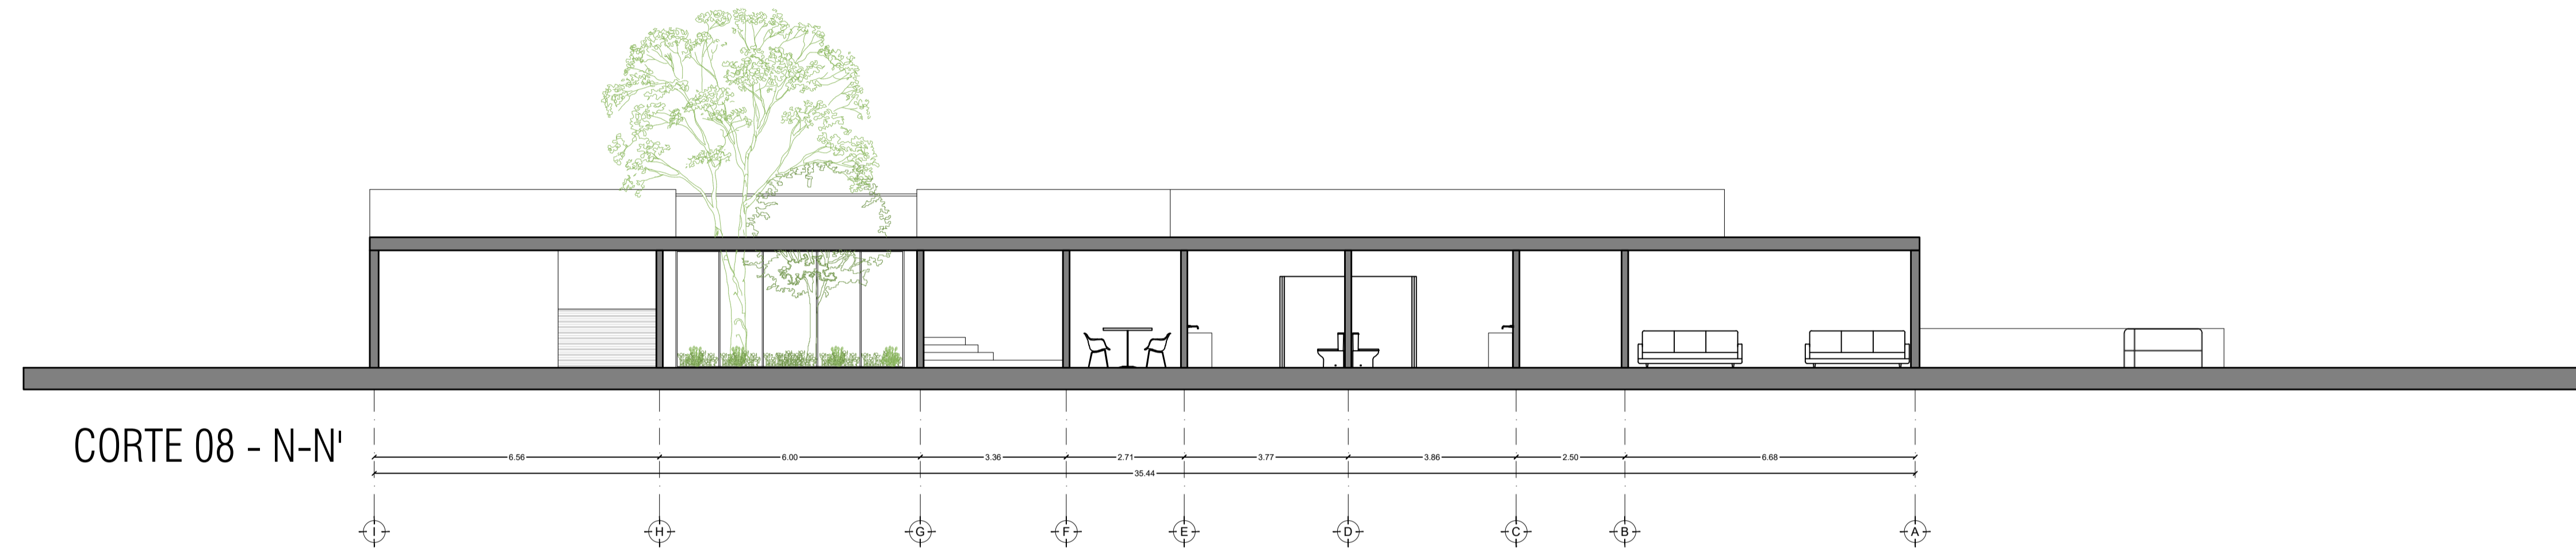 CORTE 08 - N-N'
6.56 6.00 3.36 2.71 3.77 3.86 2.50 6.68
35.44
I H G F E D C B A